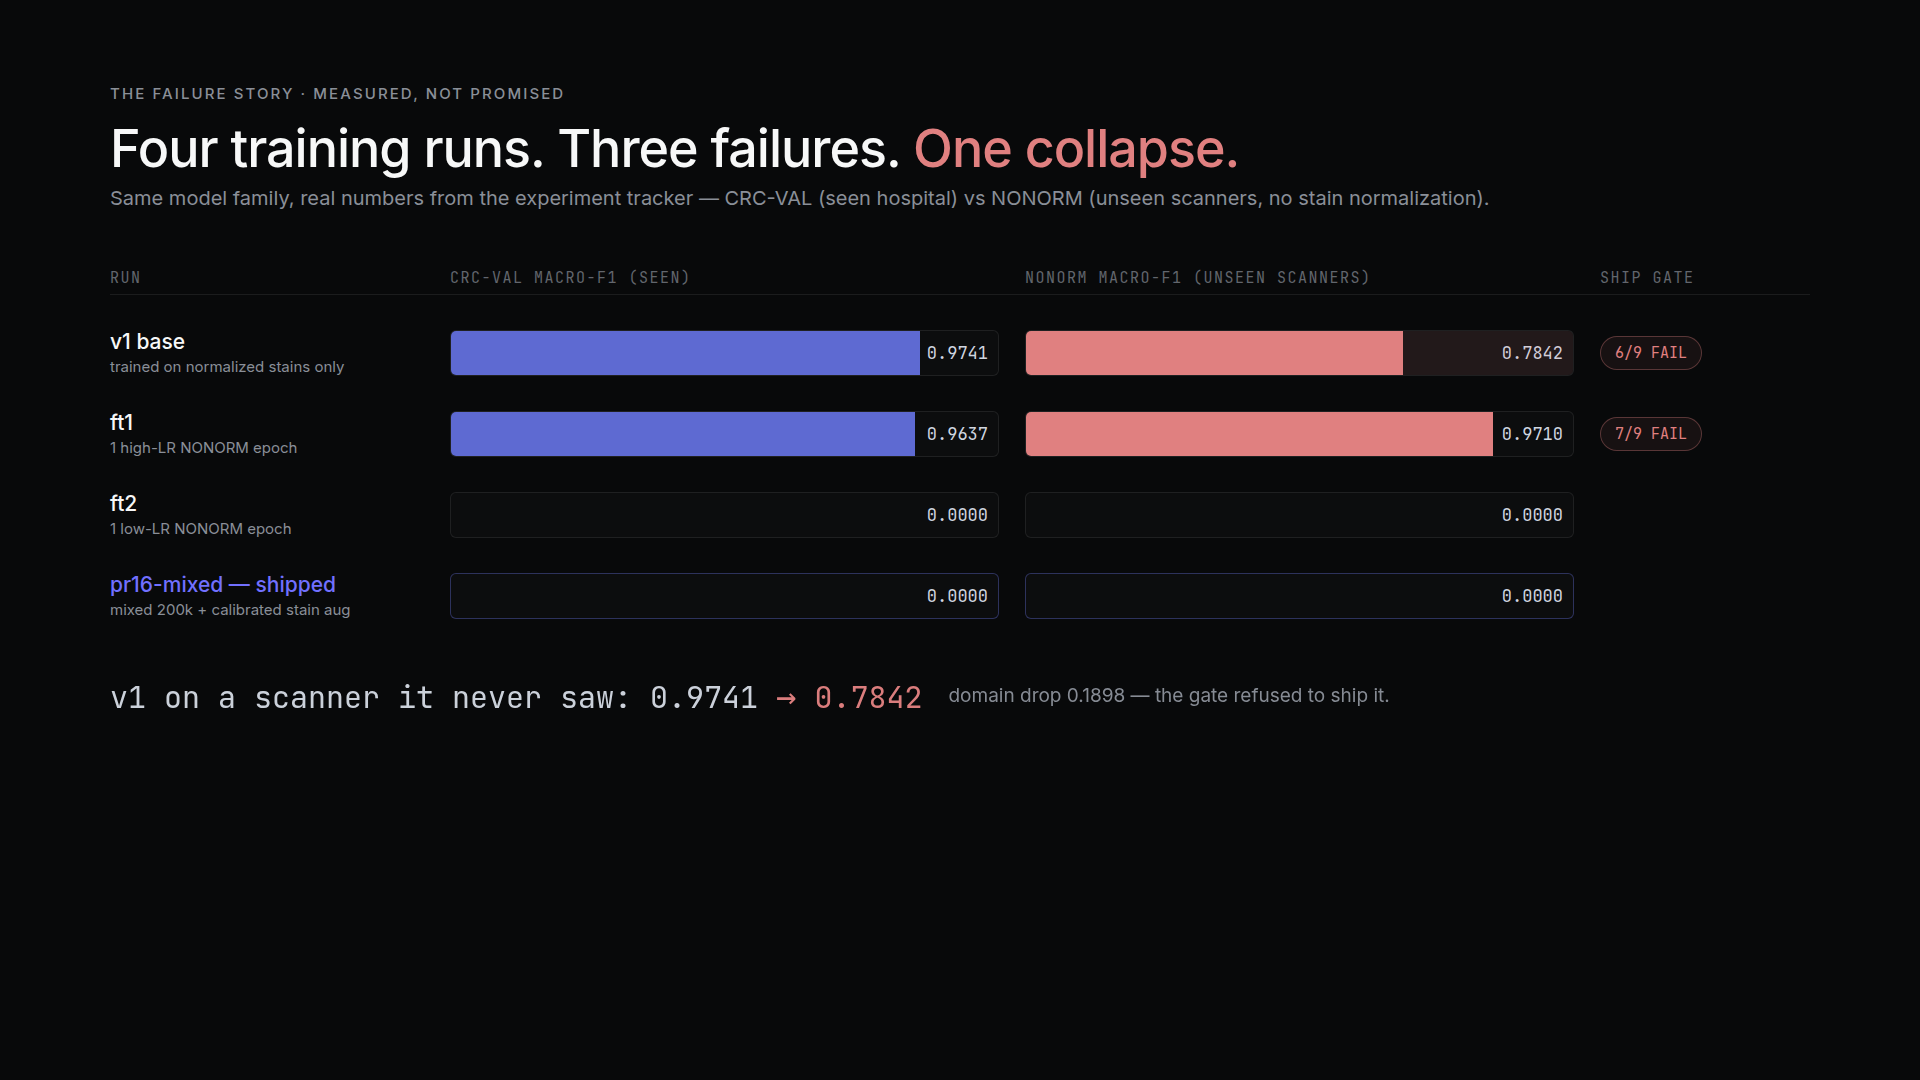 THE FAILURE STORY · MEASURED, NOT PROMISED
Four training runs. Three failures. One collapse.
Same model family, real numbers from the experiment tracker — CRC-VAL (seen hospital) vs NONORM (unseen scanners, no stain normalization).
RUN CRC-VAL MACRO-F1 (SEEN) NONORM MACRO-F1 (UNSEEN SCANNERS) SHIP GATE
v1 base
trained on normalized stains only
0.9741 0.7842 6/9 FAIL
ft1
1 high-LR NONORM epoch
0.9637 0.9710 7/9 FAIL
ft2
1 low-LR NONORM epoch
0.0000 0.0000
pr16-mixed — shipped
mixed 200k + calibrated stain aug
0.0000 0.0000
v1 on a scanner it never saw: 0.9741 → 0.7842 domain drop 0.1898 — the gate refused to ship it.